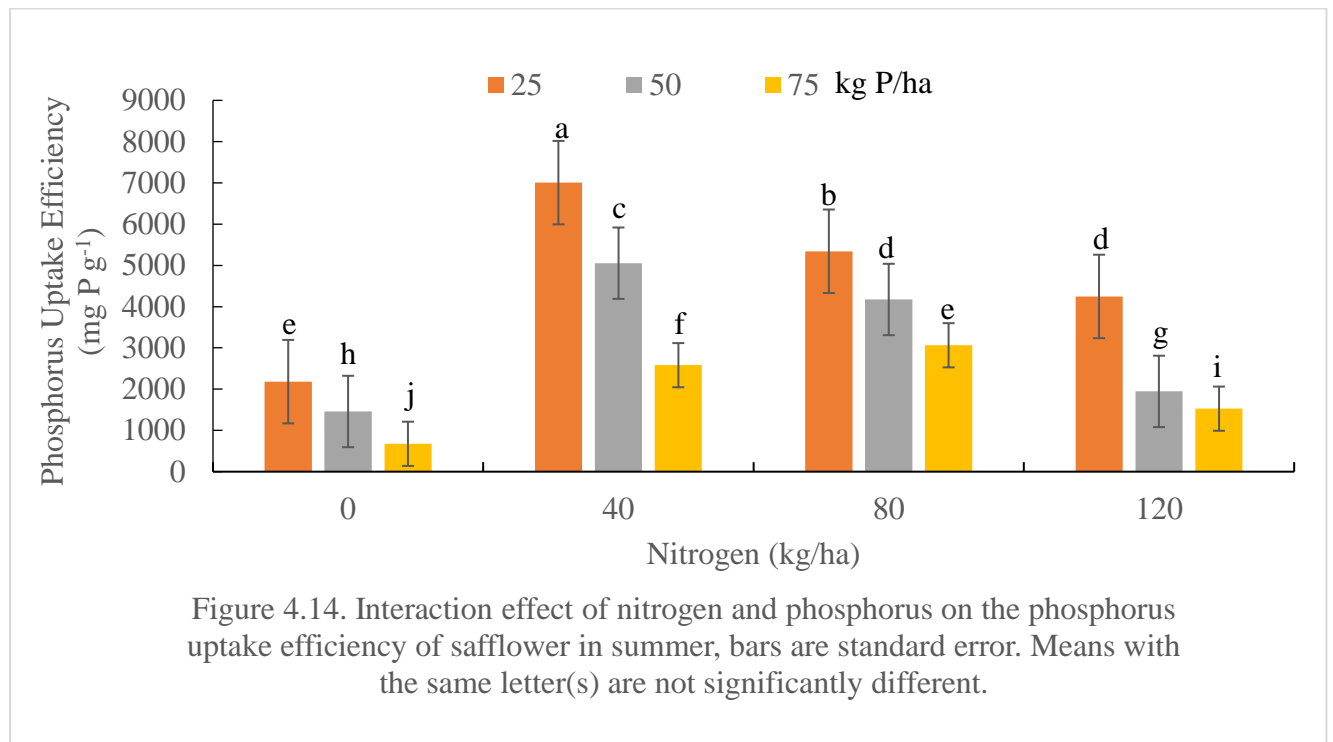 25 50 75 kg P/ha
Phosphorus Uptake Efficiency
(mg P g-1)
9000
8000
7000
6000
5000
4000
3000
2000
1000
0
e h j a c f b d e d g i
0 40 80 120
Nitrogen (kg/ha)
Figure 4.14. Interaction effect of nitrogen and phosphorus on the phosphorus
uptake efficiency of safflower in summer, bars are standard error. Means with
the same letter(s) are not significantly different.